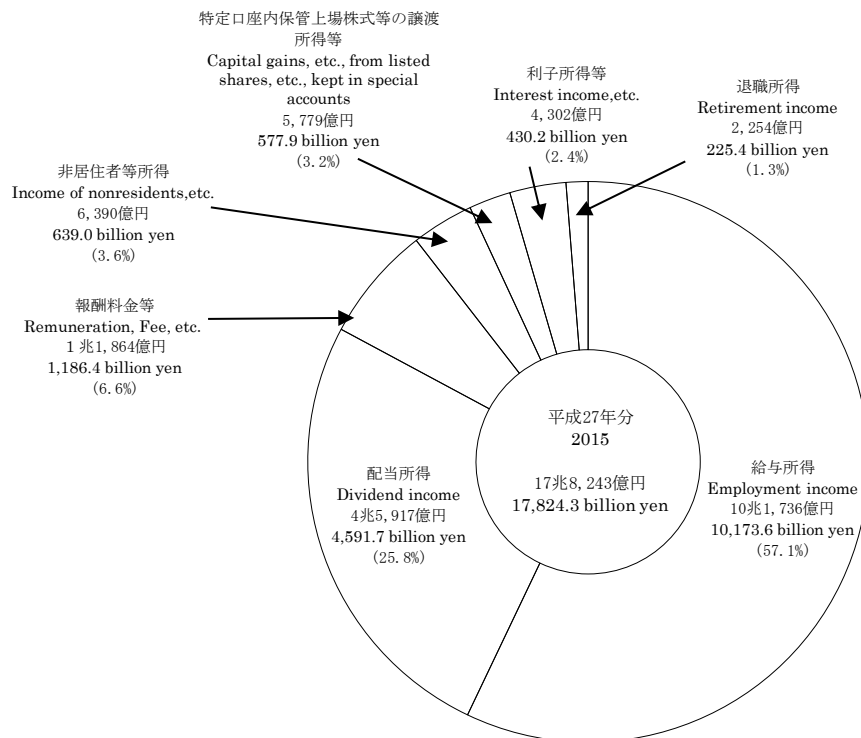 特定口座内保管上場株式等の譲渡
所得等
Capital gains, etc., from listed
shares, etc., kept in special
accounts
5,779億円
577.9 billion yen
(3.2%)
利子所得等
Interest income,etc.
4,302億円
430.2 billion yen
(2.4%)
退職所得
Retirement income
2,254億円
225.4 billion yen
(1.3%)
非居住者等所得
Income of nonresidents,etc.
6,390億円
639.0 billion yen
(3.6%)
報酬料金等
Remuneration, Fee, etc.
1兆1,864億円
1,186.4 billion yen
(6.6%)
平成27年分
2015
17兆8,243億円
17,824.3 billion yen
配当所得
Dividend income
4兆5,917億円
4,591.7 billion yen
(25.8%)
給与所得
Employment income
10兆1,736億円
10,173.6 billion yen
(57.1%)